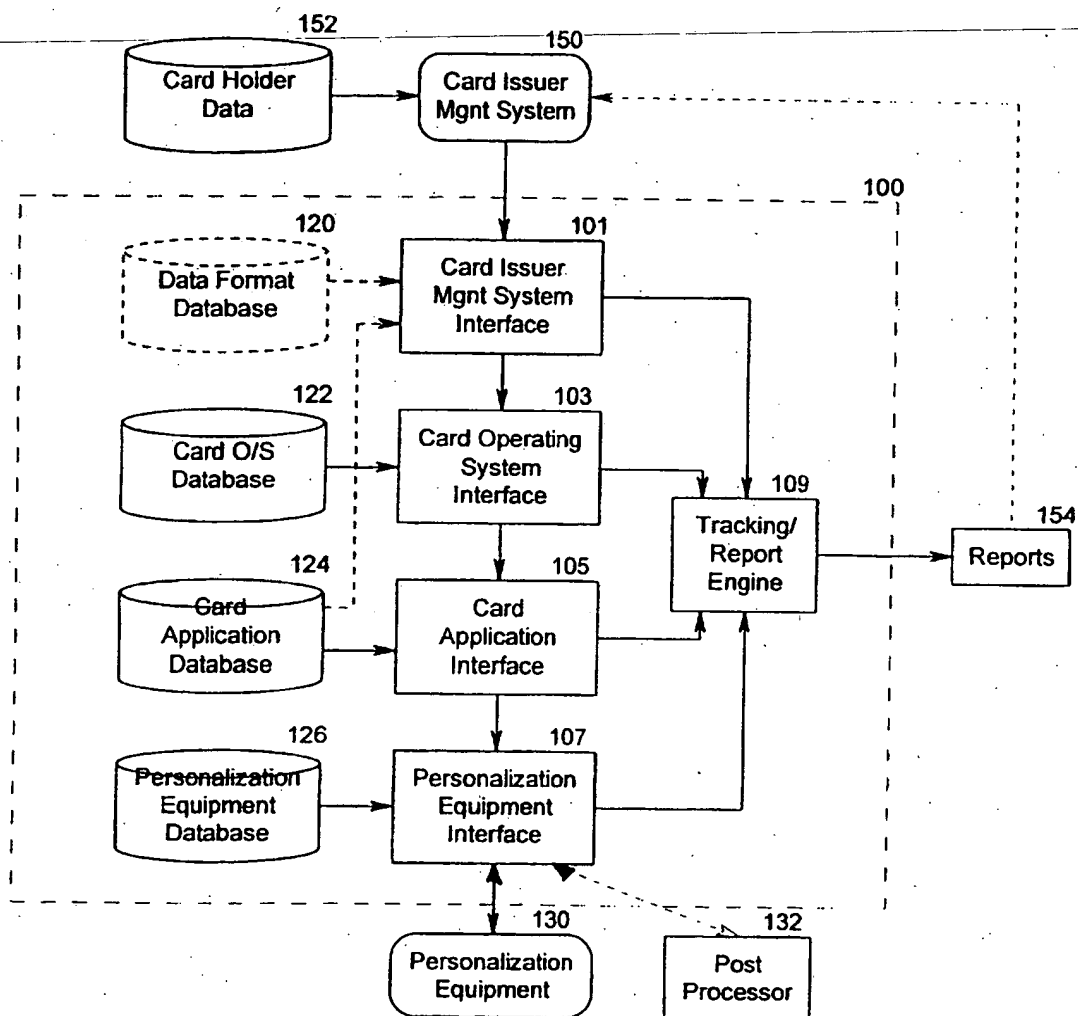 152
Card Holder
Data
150
Card Issuer
Mgnt System
100
120
Data Format
Database
101
Card Issuer
Mgnt System
Interface
122
Card O/S
Database
103
Card Operating
System
Interface
109
Tracking/
Report
Engine
154
Reports
124
Card
Application
Database
105
Card
Application
Interface
126
Personalization
Equipment
Database
107
Personalization
Equipment
Interface
130
Personalization
Equipment
132
Post
Processor